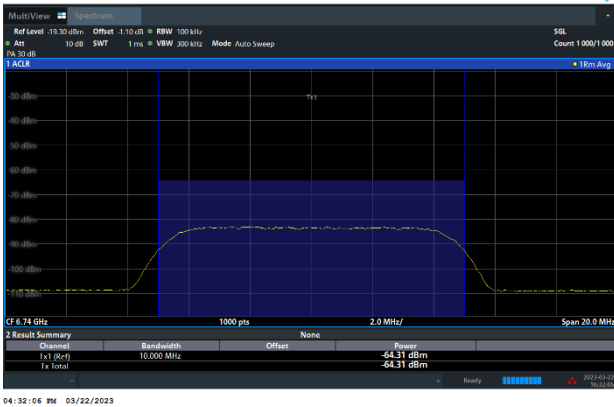 MultiView Spectrum
Ref Level -19.30 dBm Offset -1.10 dB RBW 100 kHz SGL
Att 10 dB SWT 1 ms VBW 300 kHz Mode Auto Sweep Count 1000/1000
PA 30 dB
1 ACLR 1Rm Avg
-30 dBm
Tx1
-40 dBm
-50 dBm
-60 dBm
-70 dBm
-80 dBm
-90 dBm
-100 dBm
-110 dBm
CF 6.74 GHz 1000 pts 2.0 MHz/ Span 20.0 MHz
2 Result Summary None
Channel Bandwidth Offset Power
Tx1 (Ref) 10.000 MHz -64.31 dBm
Tx Total -64.31 dBm
Ready 2023-03-22
16:32:05
04:32:06 PM 03/22/2023